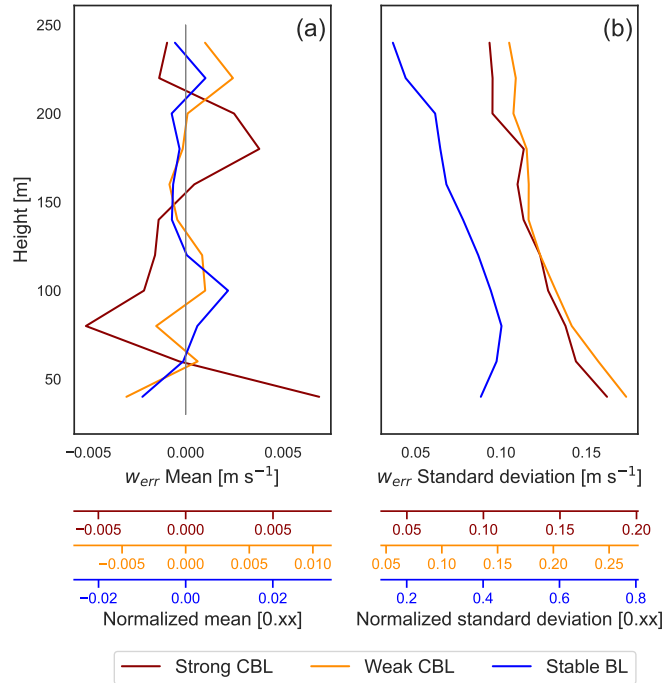 250
200
150
100
50
Height [m]
(a)
(b)
−0.005 0.000 0.005
0.05 0.10 0.15
w_err Mean [m s⁻¹]
w_err Standard deviation [m s⁻¹]
−0.005 0.000 0.005
0.05 0.10 0.15 0.20
−0.005 0.000 0.005 0.010
0.05 0.10 0.15 0.20 0.25
−0.02 0.00 0.02
0.2 0.4 0.6 0.8
Normalized mean [0.xx]
Normalized standard deviation [0.xx]
Strong CBL Weak CBL Stable BL